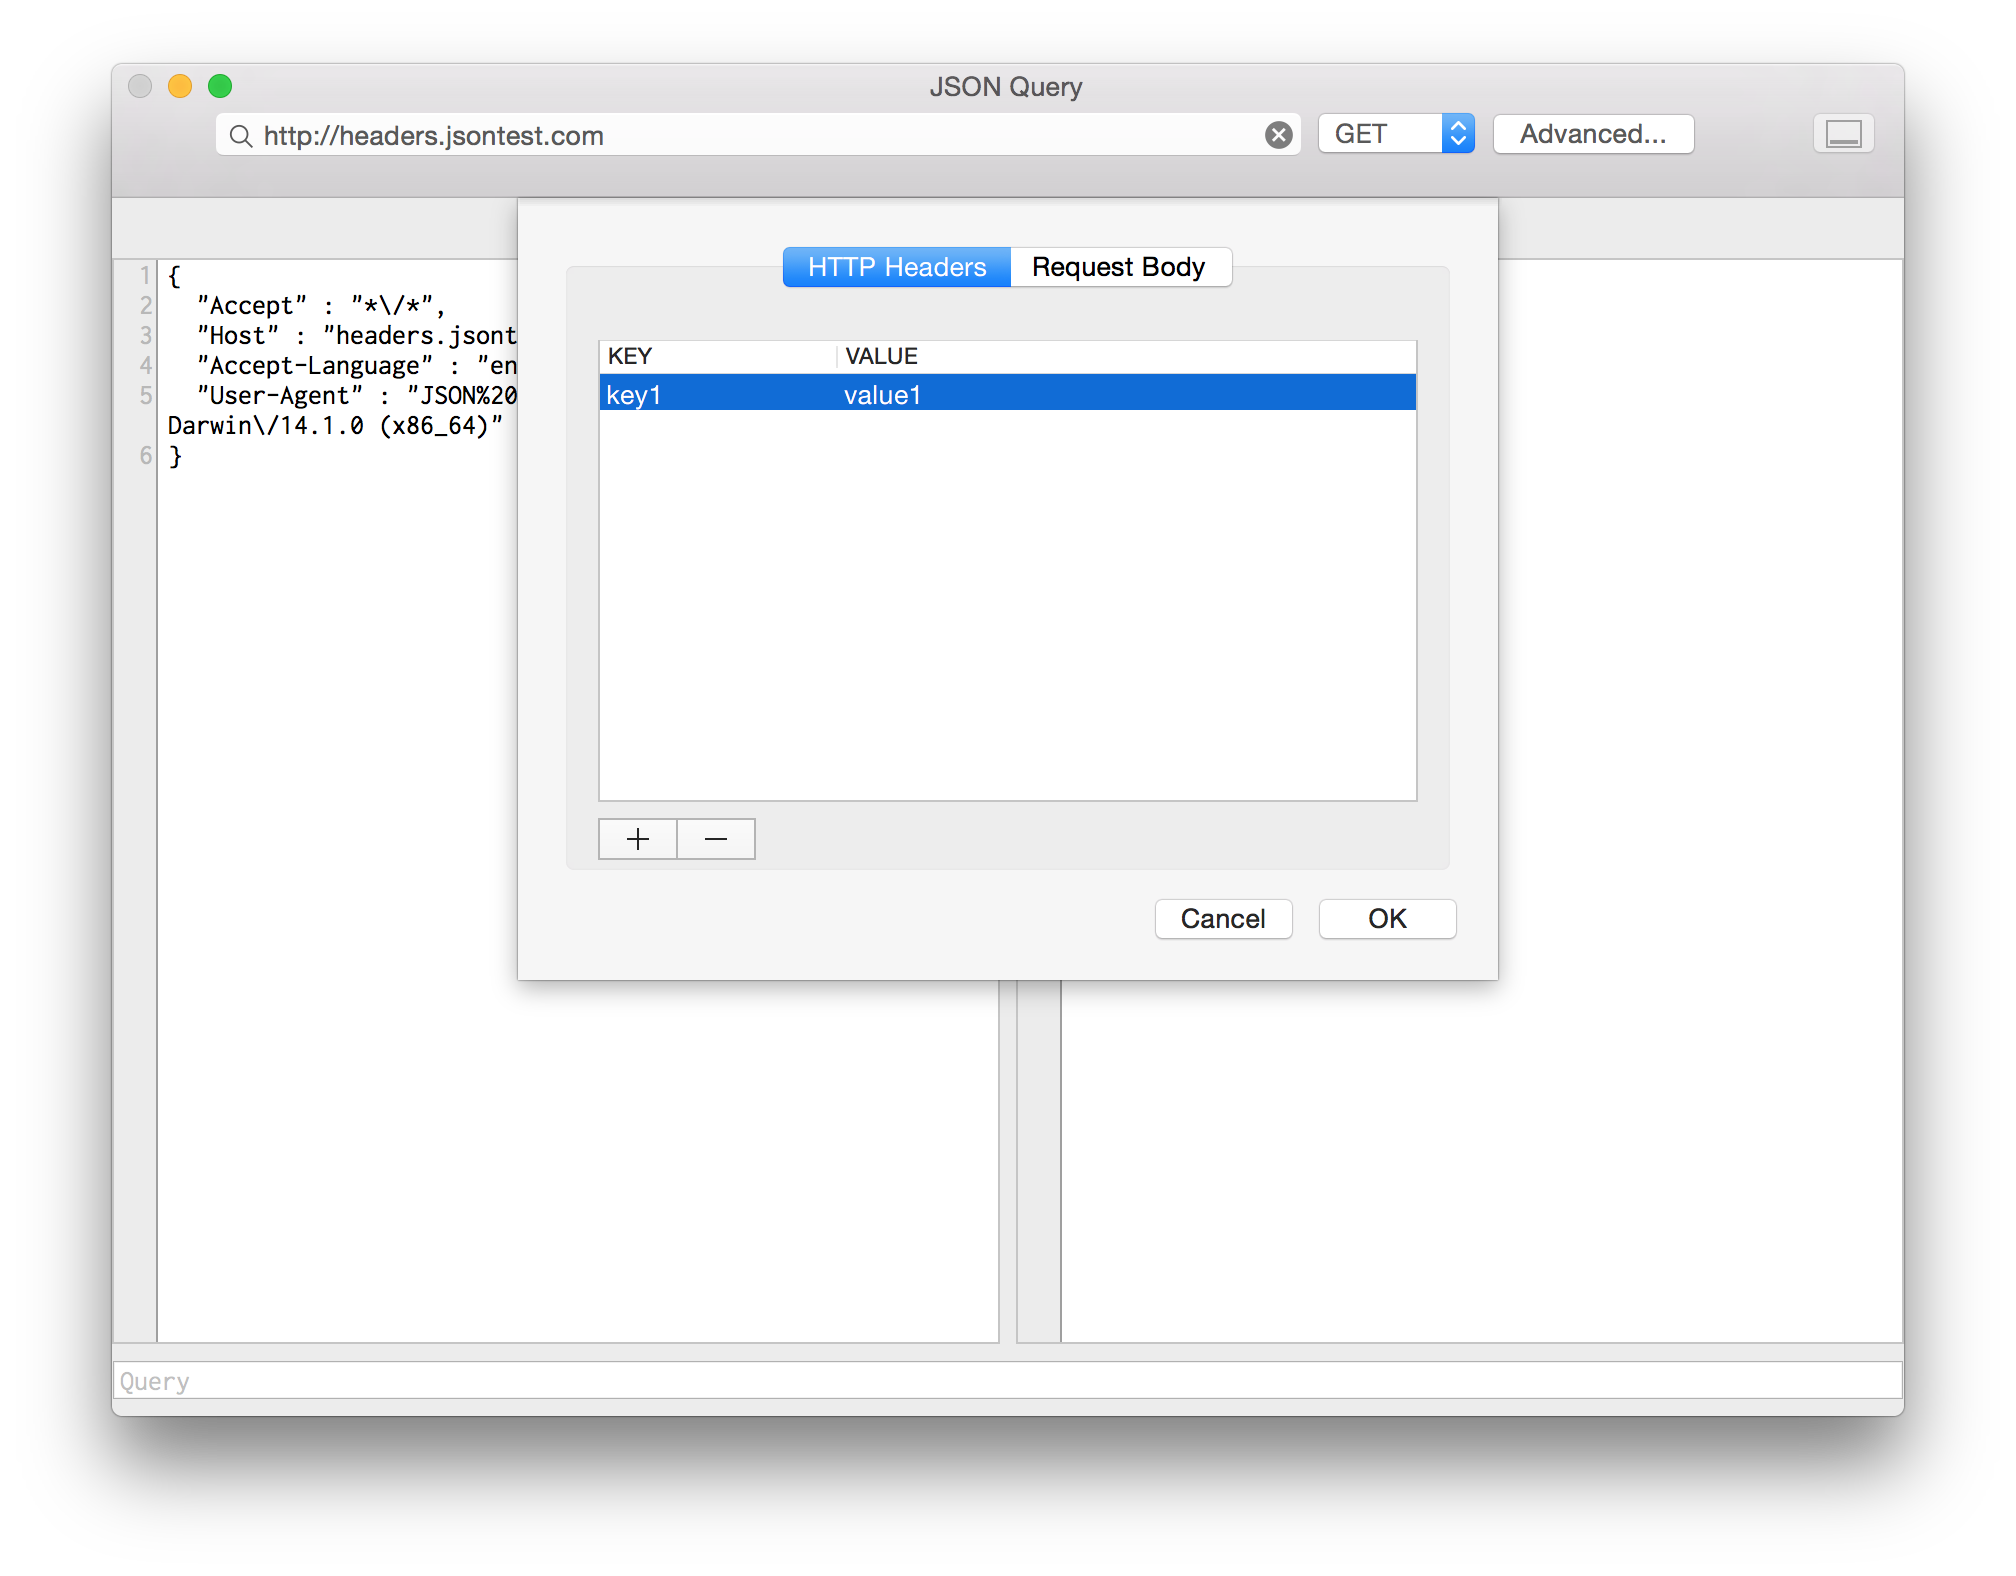 JSON Query
http://headers.jsontest.com
GET
Advanced...
HTTP Headers
Request Body
KEY
VALUE
key1
value1
Cancel
OK
1 {
2 "Accept" : "*\/*",
3 "Host" : "headers.jsont
4 "Accept-Language" : "en
5 "User-Agent" : "JSON%20
Darwin\/14.1.0 (x86_64)"
6 }
Query